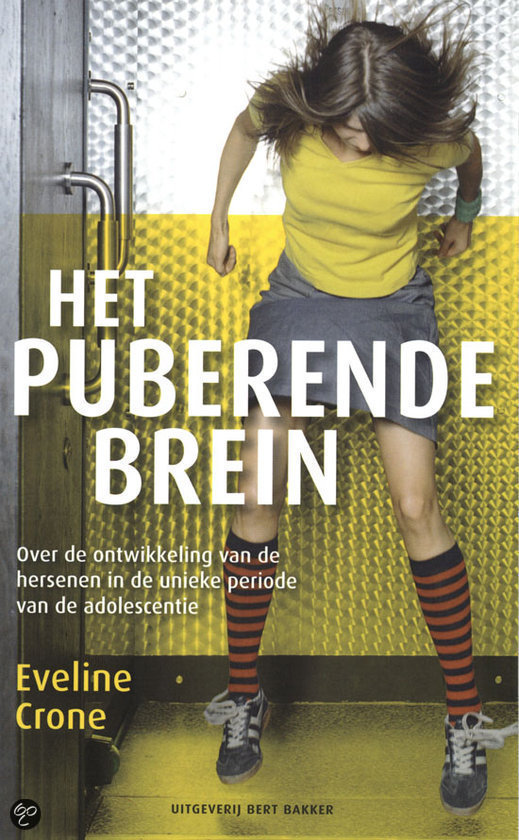 HET
PUBERENDE
BREIN
Over de ontwikkeling van de
hersenen in de unieke periode
van de adolescentie
Eveline
Crone
UITGEVERIJ BERT BAKKER